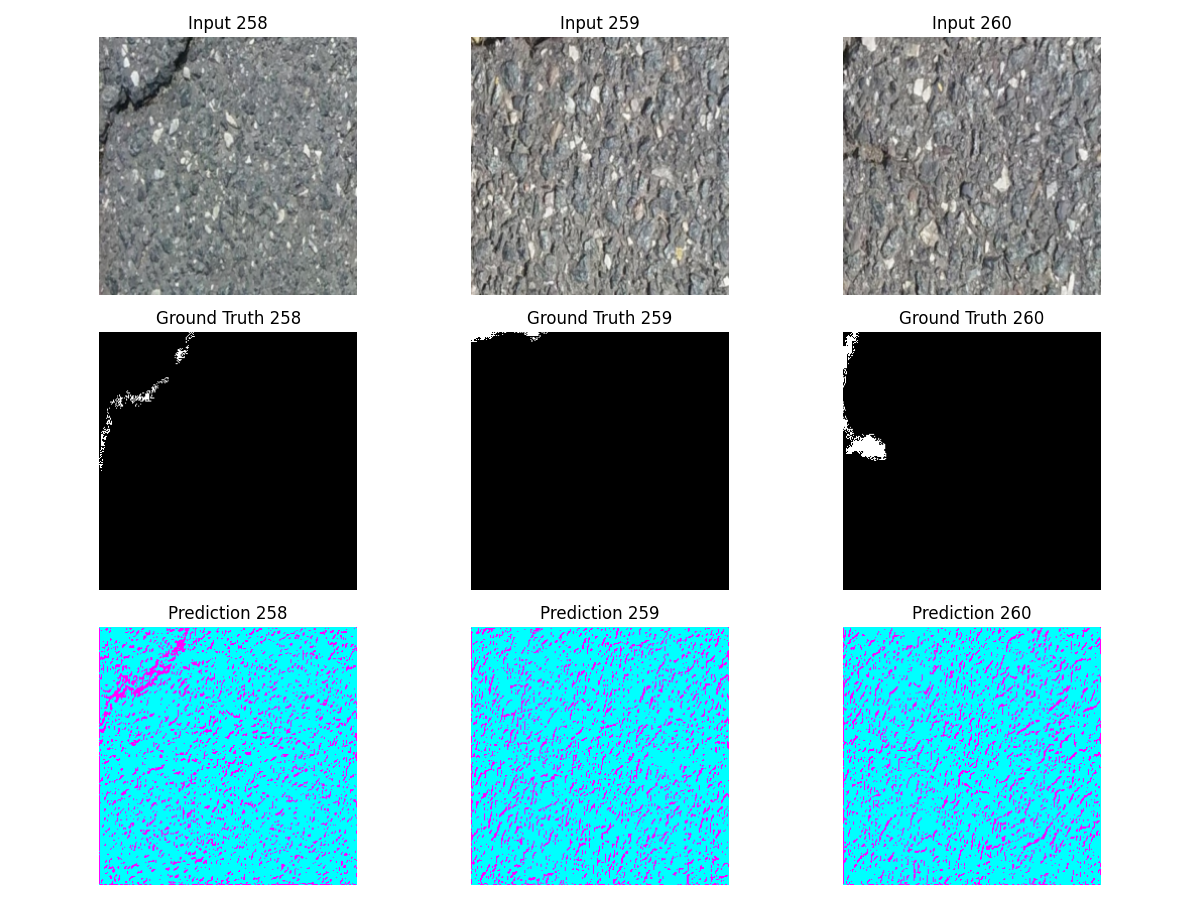 Input 258
Input 259
Input 260
Ground Truth 258
Ground Truth 259
Ground Truth 260
Prediction 258
Prediction 259
Prediction 260